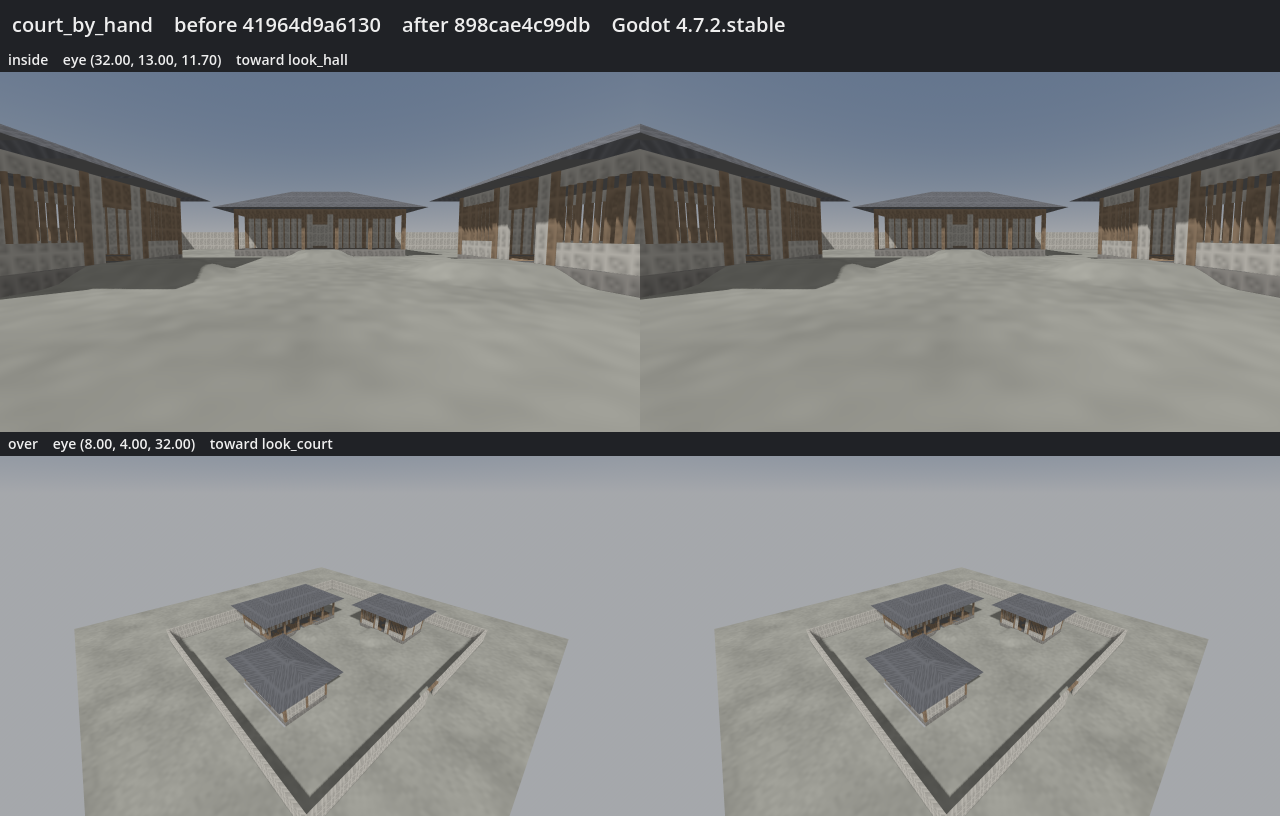 court_by_hand before 41964d9a6130 after 898cae4c99db Godot 4.7.2.stable
inside eye (32.00, 13.00, 11.70) toward look_hall
over eye (8.00, 4.00, 32.00) toward look_court